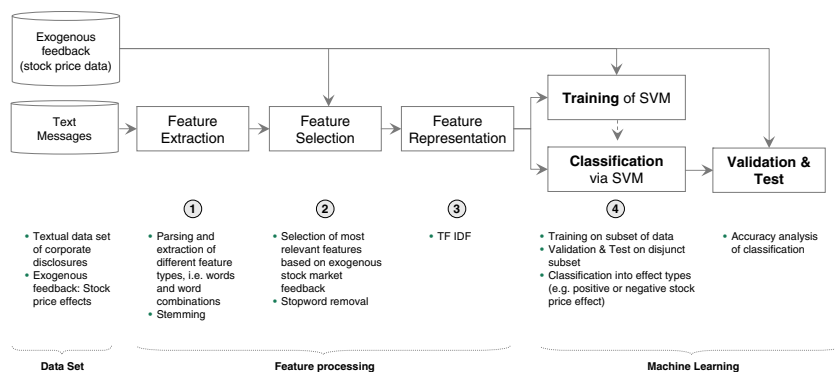 Exogenous
feedback
(stock price data)
Text
Messages
Feature
Extraction
Feature
Selection
Feature
Representation
Training of SVM
Classification
via SVM
Validation &
Test
1
2
3
4
• Textual data set
of corporate
disclosures
• Exogenous
feedback: Stock
price effects
• Parsing and
extraction of
different feature
types, i.e. words
and word
combinations
• Stemming
• Selection of most
relevant features
based on exogenous
stock market
feedback
• Stopword removal
• TF IDF
• Training on subset of data
• Validation & Test on disjunct
subset
• Classification into effect types
(e.g. positive or negative stock
price effect)
• Accuracy analysis
of classification
Data Set
Feature processing
Machine Learning